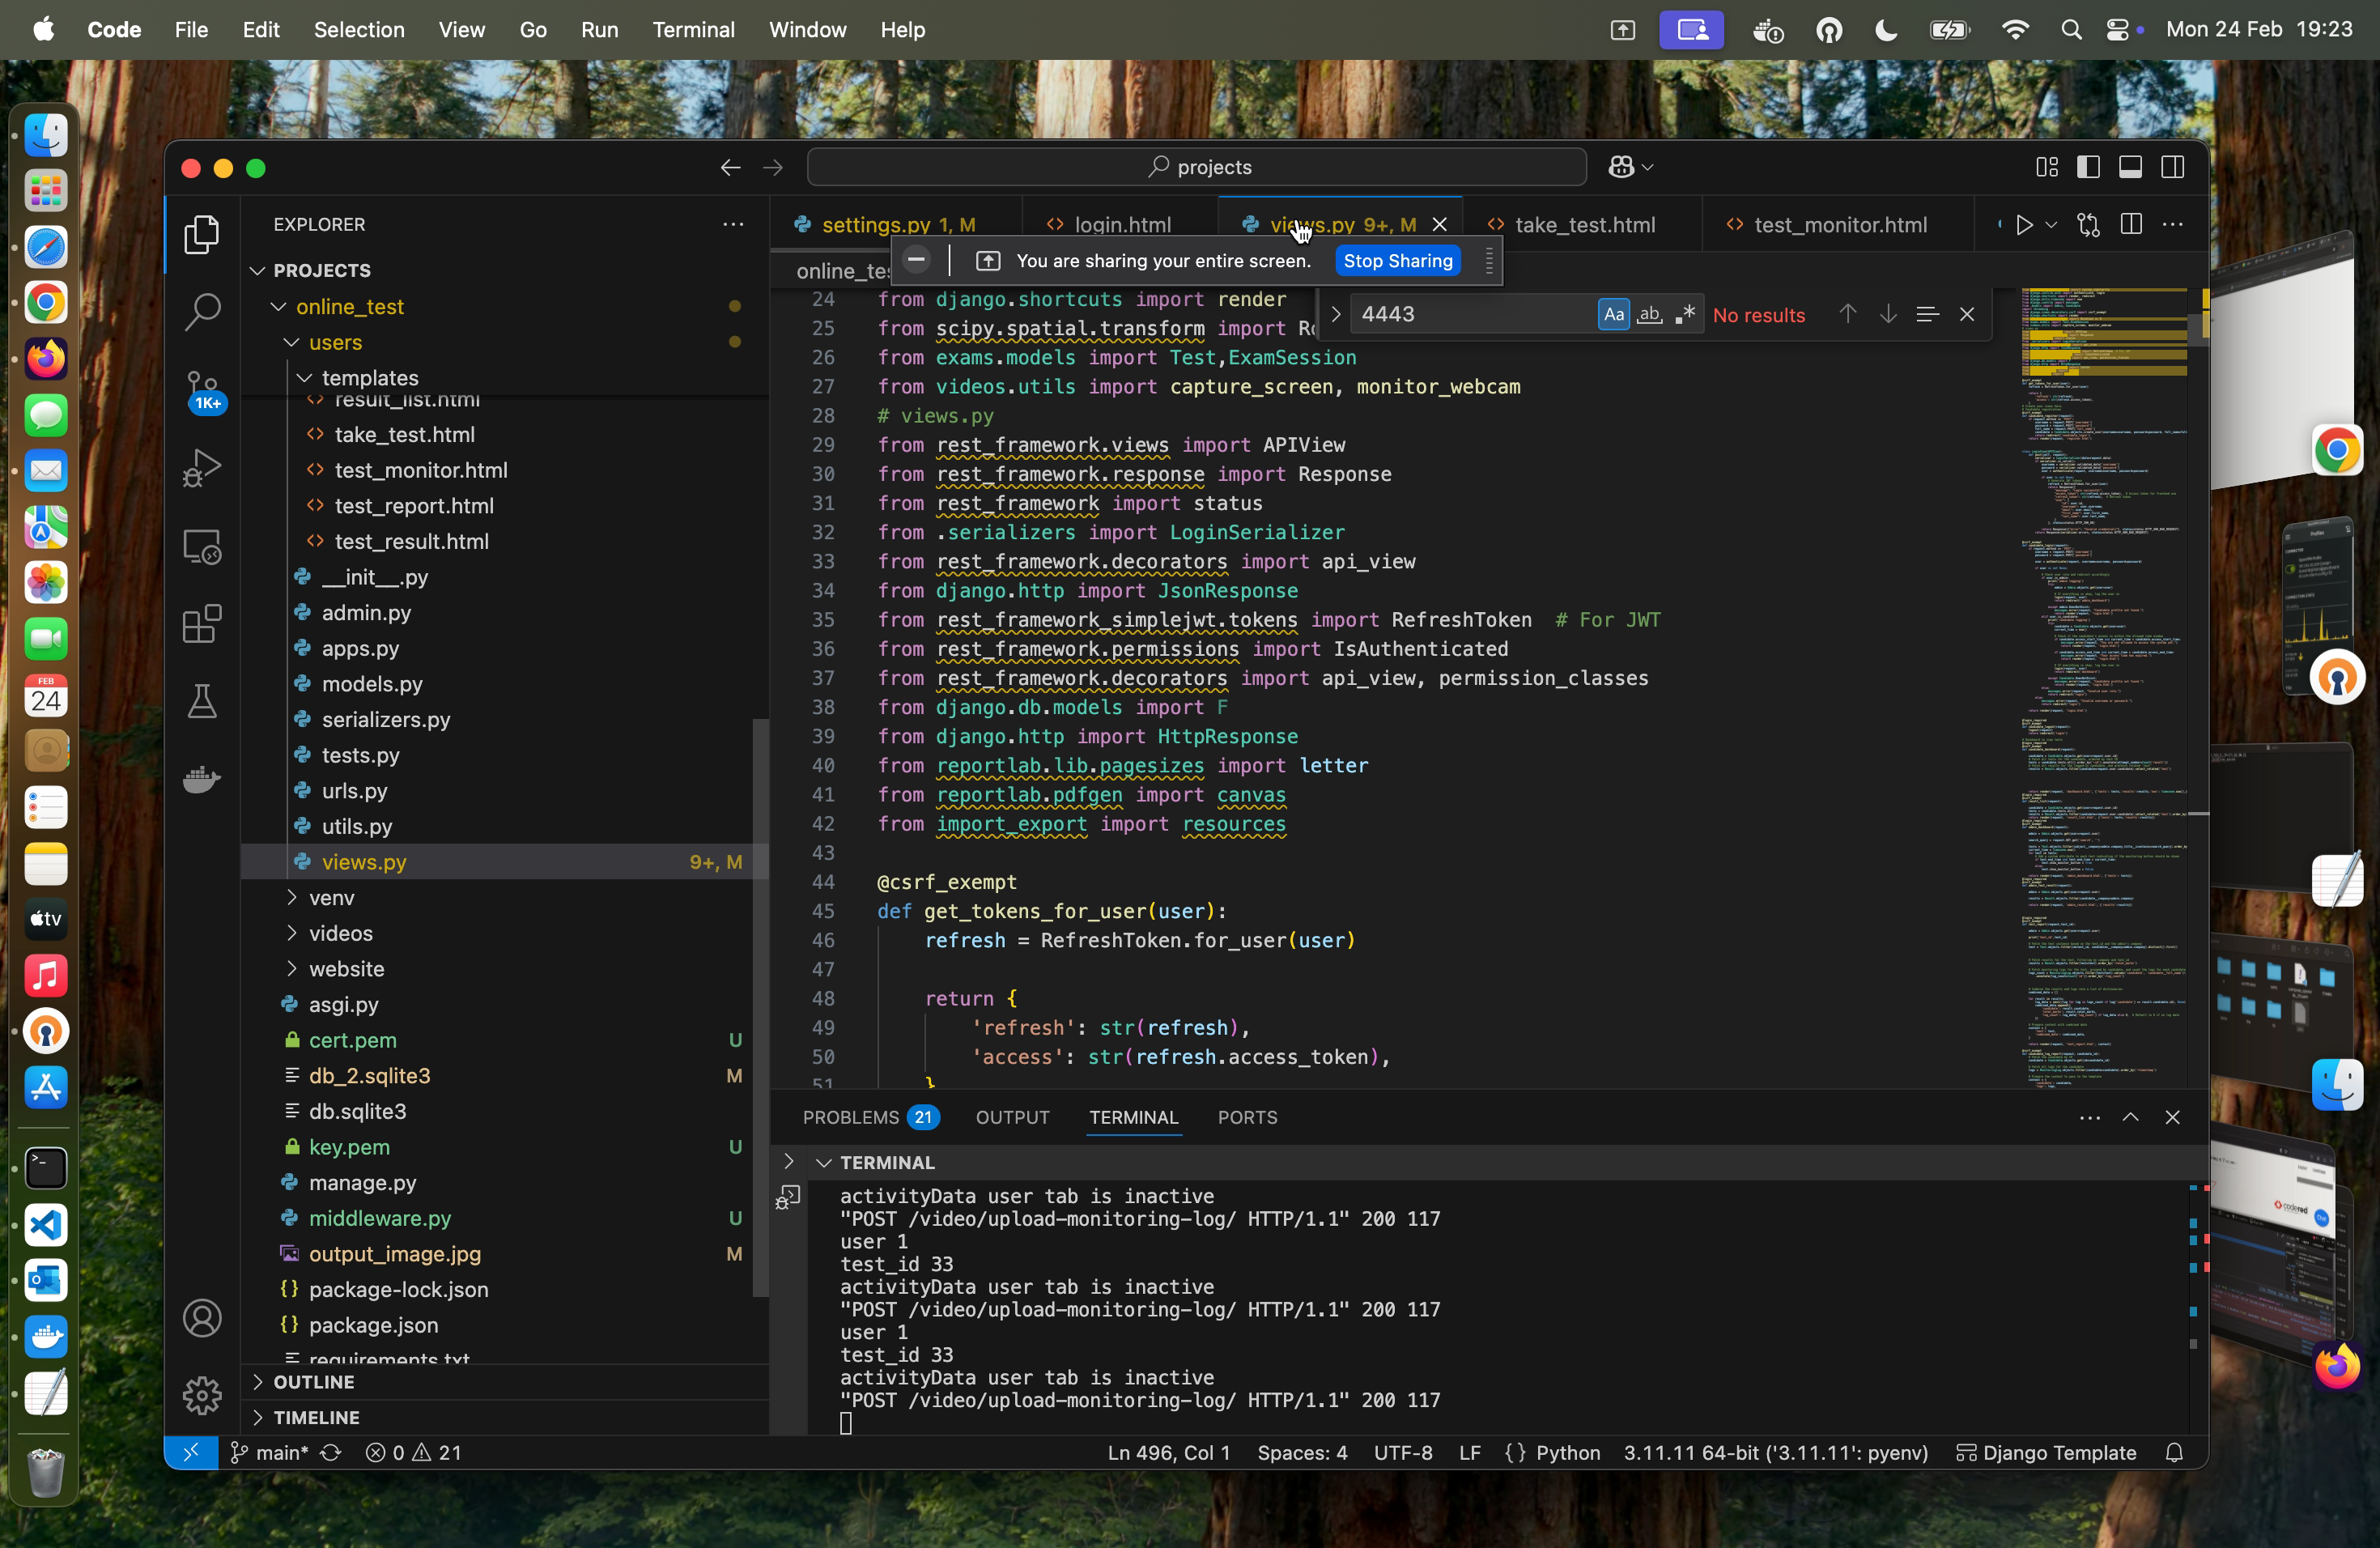 Code File Edit Selection View Go Run Terminal Window Help Mon 24 Feb 19:23
projects
EXPLORER
PROJECTS
online_test
users
templates
result_list.html
take_test.html
test_monitor.html
test_report.html
test_result.html
__init__.py
admin.py
apps.py
models.py
serializers.py
tests.py
urls.py
utils.py
views.py 9+, M
venv
videos
website
asgi.py
cert.pem U
db_2.sqlite3 M
db.sqlite3
key.pem U
manage.py
middleware.py U
output_image.jpg M
package-lock.json
package.json
requirements.txt
OUTLINE
TIMELINE
1K+
FEB
24
tv
settings.py 1, M login.html views.py 9+, M take_test.html test_monitor.html
You are sharing your entire screen. Stop Sharing
4443 Aa ab No results
24 from django.shortcuts import render
25 from scipy.spatial.transform import
26 from exams.models import Test,ExamSession
27 from videos.utils import capture_screen, monitor_webcam
28 # views.py
29 from rest_framework.views import APIView
30 from rest_framework.response import Response
31 from rest_framework import status
32 from .serializers import LoginSerializer
33 from rest_framework.decorators import api_view
34 from django.http import JsonResponse
35 from rest_framework_simplejwt.tokens import RefreshToken # For JWT
36 from rest_framework.permissions import IsAuthenticated
37 from rest_framework.decorators import api_view, permission_classes
38 from django.db.models import F
39 from django.http import HttpResponse
40 from reportlab.lib.pagesizes import letter
41 from reportlab.pdfgen import canvas
42 from import_export import resources
43
44 @csrf_exempt
45 def get_tokens_for_user(user):
46 refresh = RefreshToken.for_user(user)
47
48 return {
49 'refresh': str(refresh),
50 'access': str(refresh.access_token),
51 }
PROBLEMS 21 OUTPUT TERMINAL PORTS
TERMINAL
activityData user tab is inactive
"POST /video/upload-monitoring-log/ HTTP/1.1" 200 117
user 1
test_id 33
activityData user tab is inactive
"POST /video/upload-monitoring-log/ HTTP/1.1" 200 117
user 1
test_id 33
activityData user tab is inactive
"POST /video/upload-monitoring-log/ HTTP/1.1" 200 117
main* 0 21 Ln 496, Col 1 Spaces: 4 UTF-8 LF {} Python 3.11.11 64-bit ('3.11.11': pyenv) Django Template